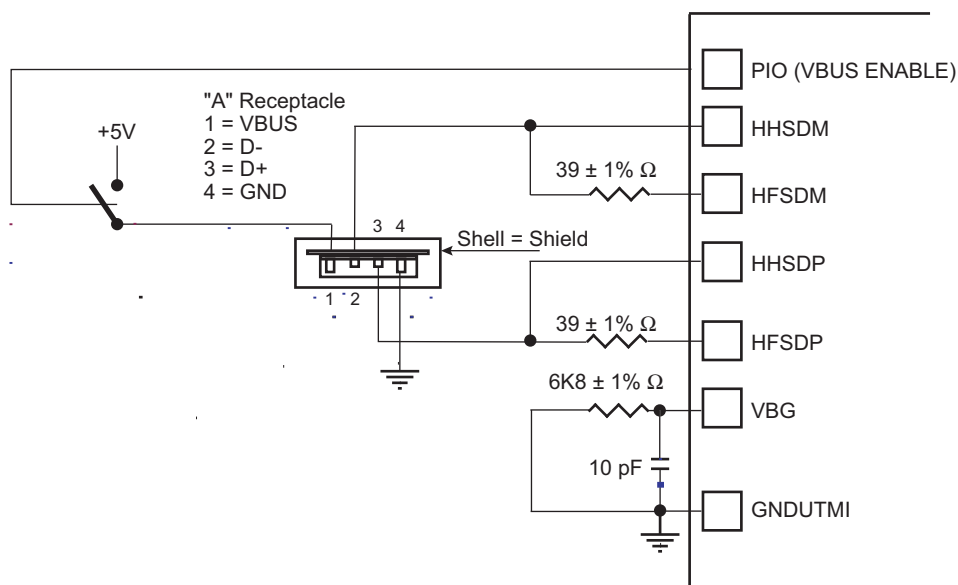 PIO (VBUS ENABLE)
"A" Receptacle
1 = VBUS
2 = D-
3 = D+
4 = GND
+5V
HHSDM
39 ± 1% Ω
HFSDM
3 4
Shell = Shield
HHSDP
1 2
39 ± 1% Ω
HFSDP
6K8 ± 1% Ω
VBG
10 pF
GNDUTMI